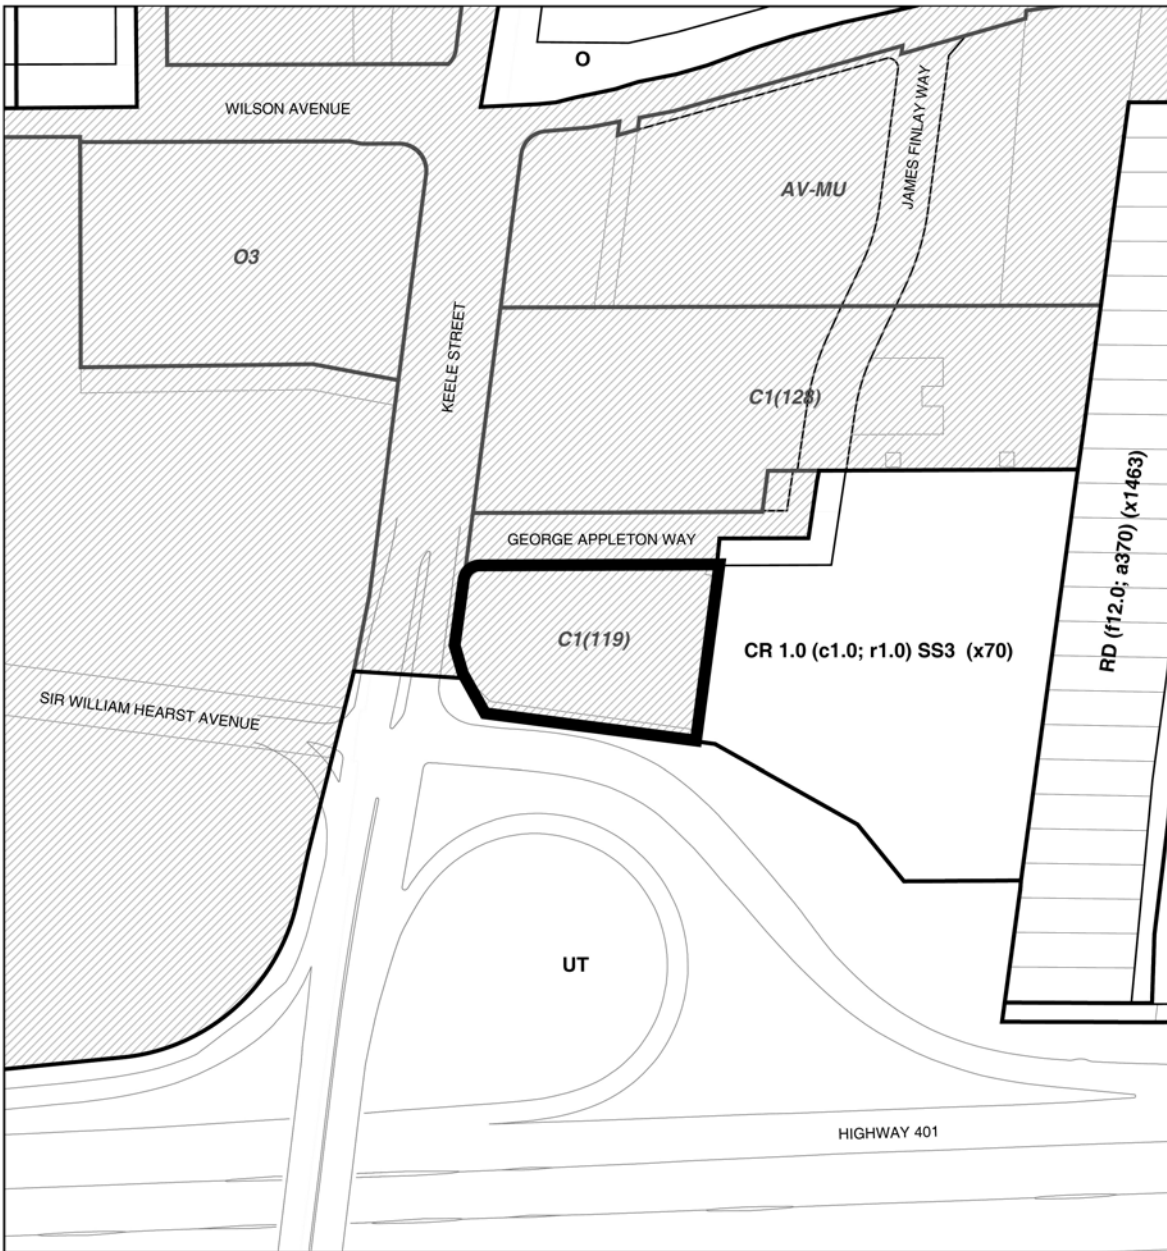 O
WILSON AVENUE
JAMES FINLAY WAY
AV-MU
O3
KEELE STREET
C1(128)
RD (f12.0; a370) (x1463)
GEORGE APPLETON WAY
C1(119)
CR 1.0 (c1.0; r1.0) SS3 (x70)
SIR WILLIAM HEARST AVENUE
UT
HIGHWAY 401